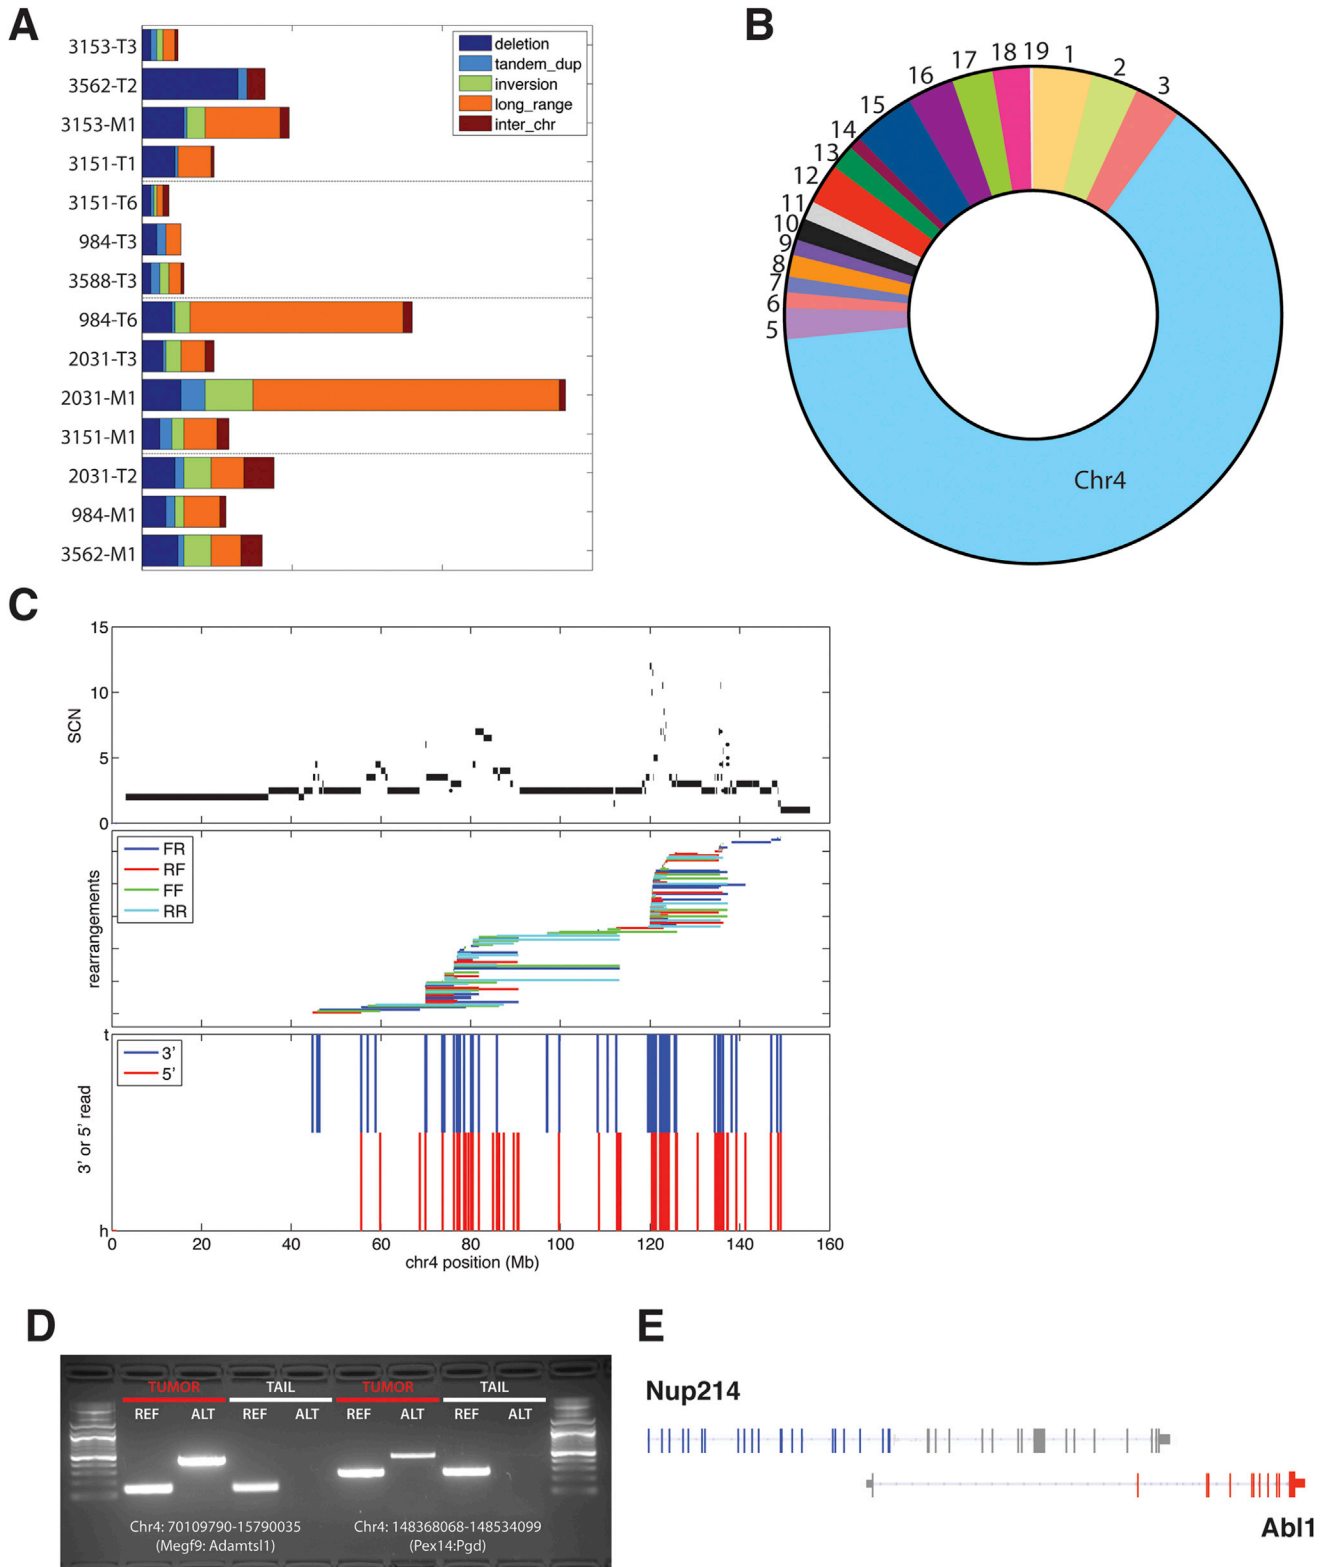 A
3153-T3
3562-T2
3153-M1
3151-T1
3151-T6
984-T3
3588-T3
984-T6
2031-T3
2031-M1
3151-M1
2031-T2
984-M1
3562-M1
deletion
tandem_dup
inversion
long_range
inter_chr
B
1
2
3
Chr4
5
6
7
8
9
10
11
12
13
14
15
16
17
18
19
C
SCN
15
10
5
0
rearrangements
FR
RF
FF
RR
3' or 5' read
t
h
3'
5'
0 20 40 60 80 100 120 140 160
chr4 position (Mb)
D
TUMOR TAIL TUMOR TAIL
REF ALT REF ALT REF ALT REF ALT
Chr4: 70109790-15790035 Chr4: 148368068-148534099
(Megf9: Adamtsl1) (Pex14:Pgd)
E
Nup214
Abl1